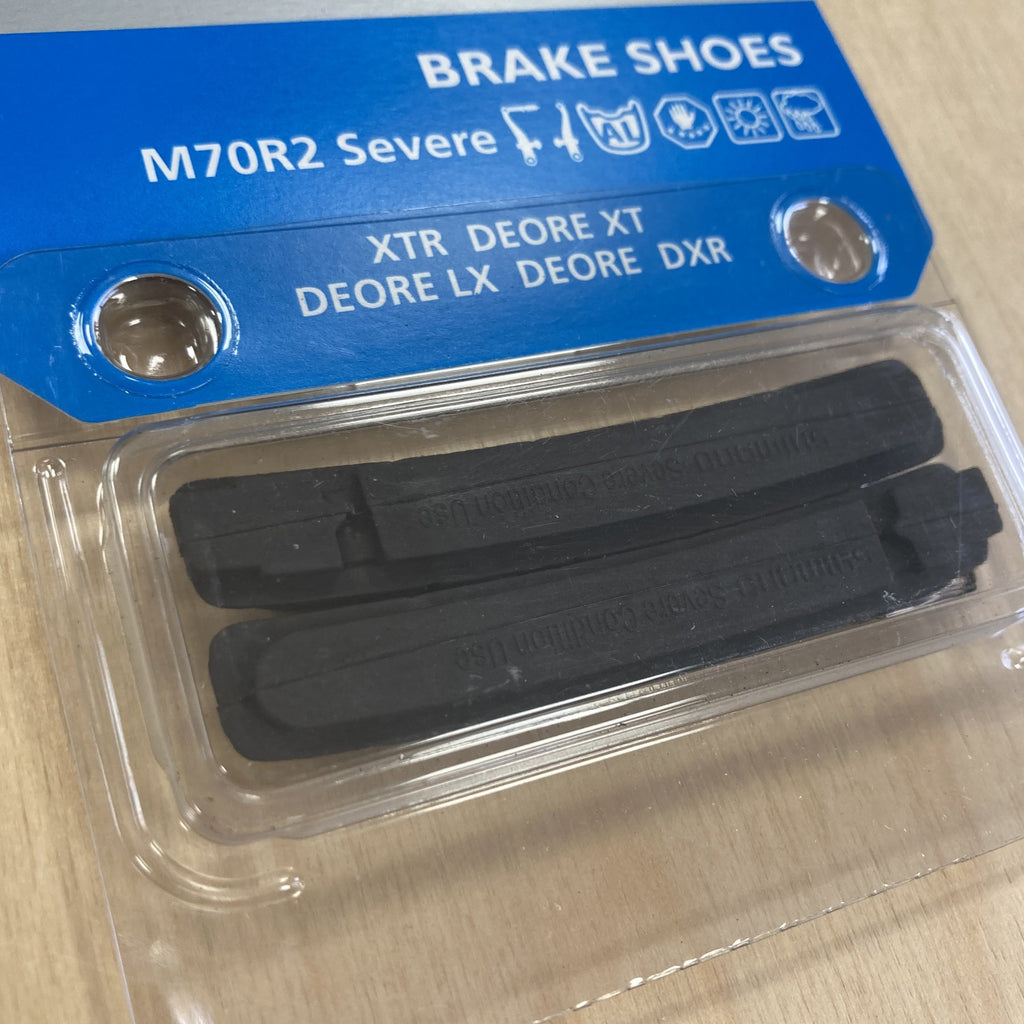 BRAKE SHOES
M70R2 Severe
AL
XTR DEORE XT
DEORE LX DEORE DXR
Shimano Severe Condition Use
Shimano Severe Condition Use